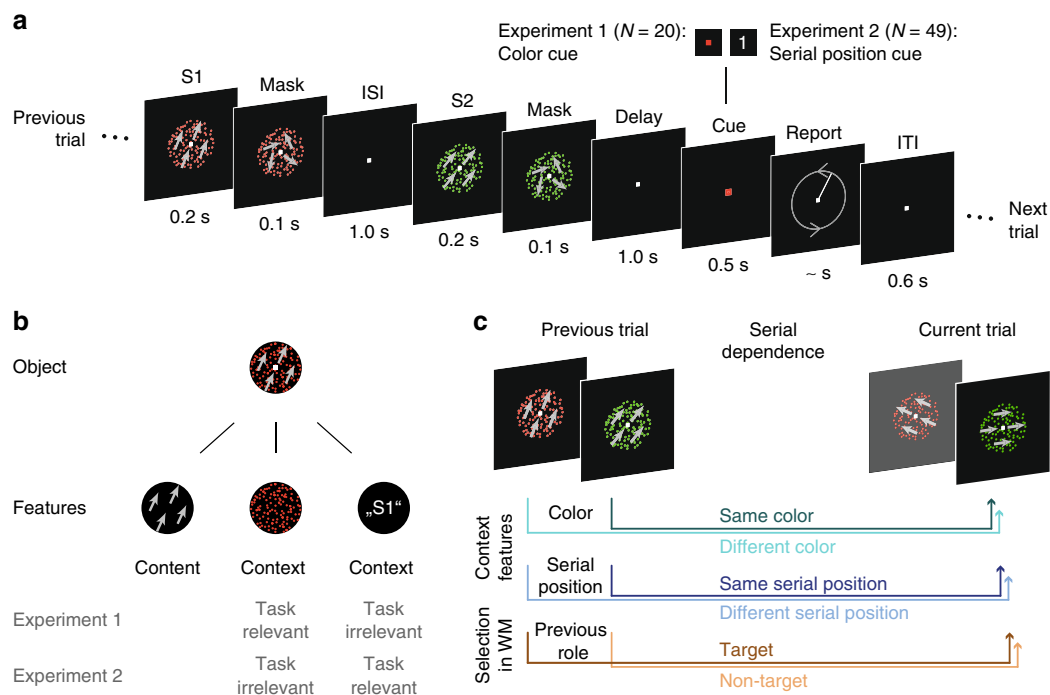 a
Experiment 1 (N = 20):
Color cue
1
Experiment 2 (N = 49):
Serial position cue
Previous
trial
S1
Mask
ISI
S2
Mask
Delay
Cue
Report
ITI
0.2 s
0.1 s
1.0 s
0.2 s
0.1 s
1.0 s
0.5 s
~ s
0.6 s
Next
trial
b
Object
Features
„S1“
Content
Context
Context
Experiment 1
Task
relevant
Task
irrelevant
Experiment 2
Task
irrelevant
Task
relevant
c
Previous trial
Serial
dependence
Current trial
Context
features
Color
Same color
Different color
Serial
position
Same serial position
Different serial position
Selection
in WM
Previous
role
Target
Non-target